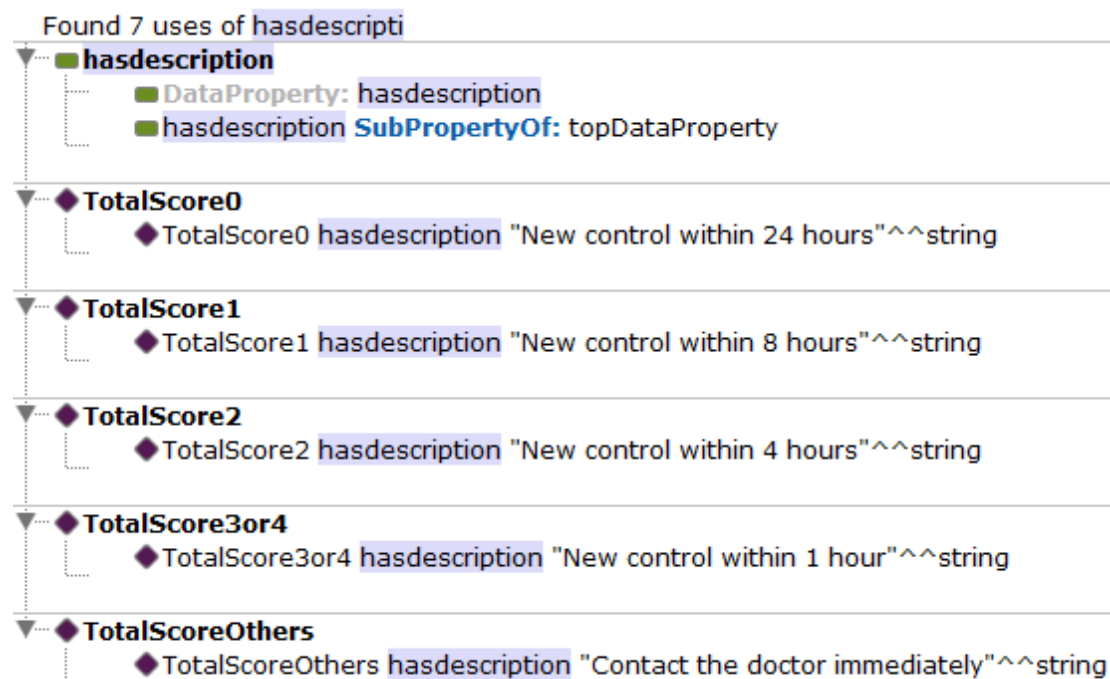 Found 7 uses of hasdescripti
hasdescription
DataProperty: hasdescription
hasdescription SubPropertyOf: topDataProperty
TotalScore0
TotalScore0 hasdescription "New control within 24 hours"^^string
TotalScore1
TotalScore1 hasdescription "New control within 8 hours"^^string
TotalScore2
TotalScore2 hasdescription "New control within 4 hours"^^string
TotalScore3or4
TotalScore3or4 hasdescription "New control within 1 hour"^^string
TotalScoreOthers
TotalScoreOthers hasdescription "Contact the doctor immediately"^^string